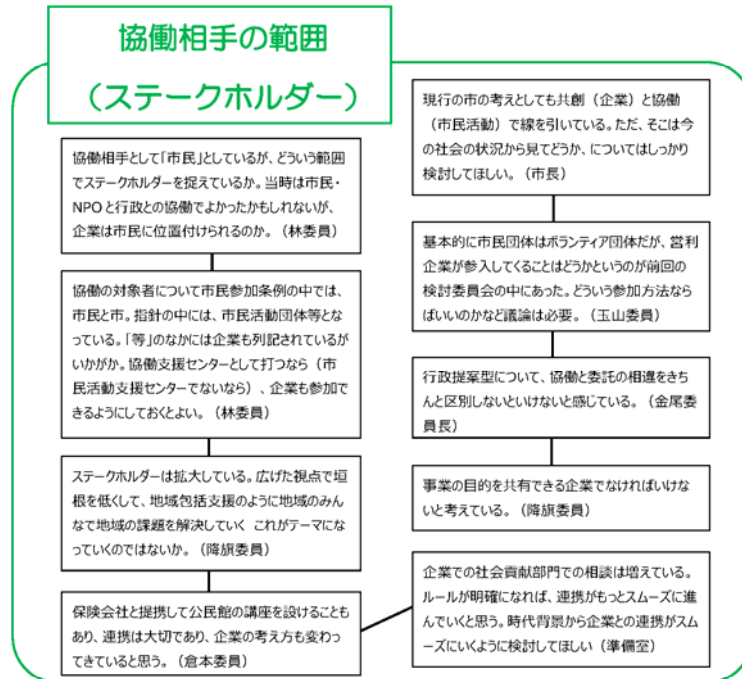 協働相手の範囲
（ステークホルダー）
協働相手として「市民」としているが、どういう範囲
でステークホルダーを捉えているか。当時は市民・
NPOと行政との協働でよかったかもしれないが、
企業は市民に位置付けられるのか。（林委員）
協働の対象者について市民参加条例の中では、
市民と市。指針の中には、市民活動団体等とな
っている。「等」のなかには企業も列記されているが
いかがか。協働支援センターとして打つなら（市
民活動支援センターでないなら）、企業も参加で
きるようにしておくとよい。（林委員）
ステークホルダーは拡大している。広げた視点で垣
根を低くして、地域包括支援のように地域のみん
なで地域の課題を解決していく これがテーマにな
っていくのではないか。（降旗委員）
保険会社と提携して公民館の講座を設けることも
あり、連携は大切であり、企業の考え方も変わっ
てきていると思う。（倉本委員）
企業での社会貢献部門での相談は増えている。
ルールが明確になれば、連携がもっとスムーズに進
んでいくと思う。時代背景から企業との連携がスム
ーズにいくように検討してほしい（準備室）
事業の目的を共有できる企業でなければいけな
いと考えている。（降旗委員）
行政提案型について、協働と委託の相違をきち
んと区別しないといけないと感じている。（金尾委
員長）
基本的に市民団体はボランティア団体だが、営利
企業が参入してくることはどうかというのが前回の
検討委員会の中にあった。どういう参加方法なら
ばいいのかなど議論は必要。（玉山委員）
現行の市の考えとしても共創（企業）と協働
（市民活動）で線を引いている。ただ、そこは今
の社会の状況から見てどうか、についてはしっかり
検討してほしい。（市長）